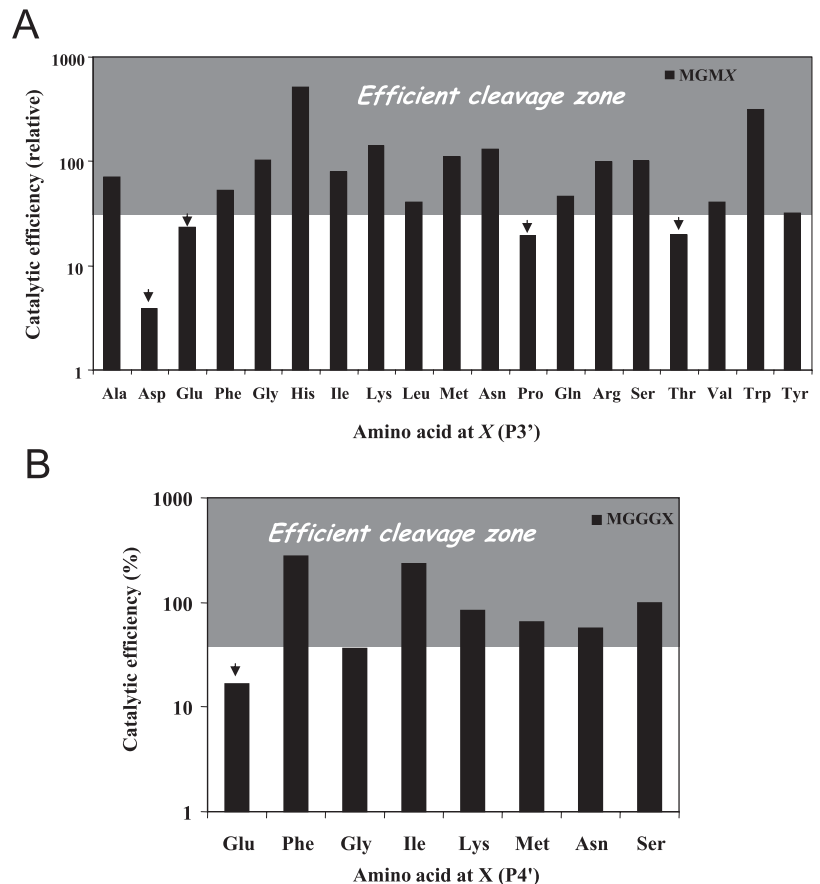 A
Catalytic efficiency (relative)
1000
100
10
1
MGMX
Efficient cleavage zone
Ala Asp Glu Phe Gly His Ile Lys Leu Met Asn Pro Gln Arg Ser Thr Val Trp Tyr
Amino acid at X (P3’)
B
Catalytic efficiency (%)
1000
100
10
1
MGGGX
Efficient cleavage zone
Glu Phe Gly Ile Lys Met Asn Ser
Amino acid at X (P4')